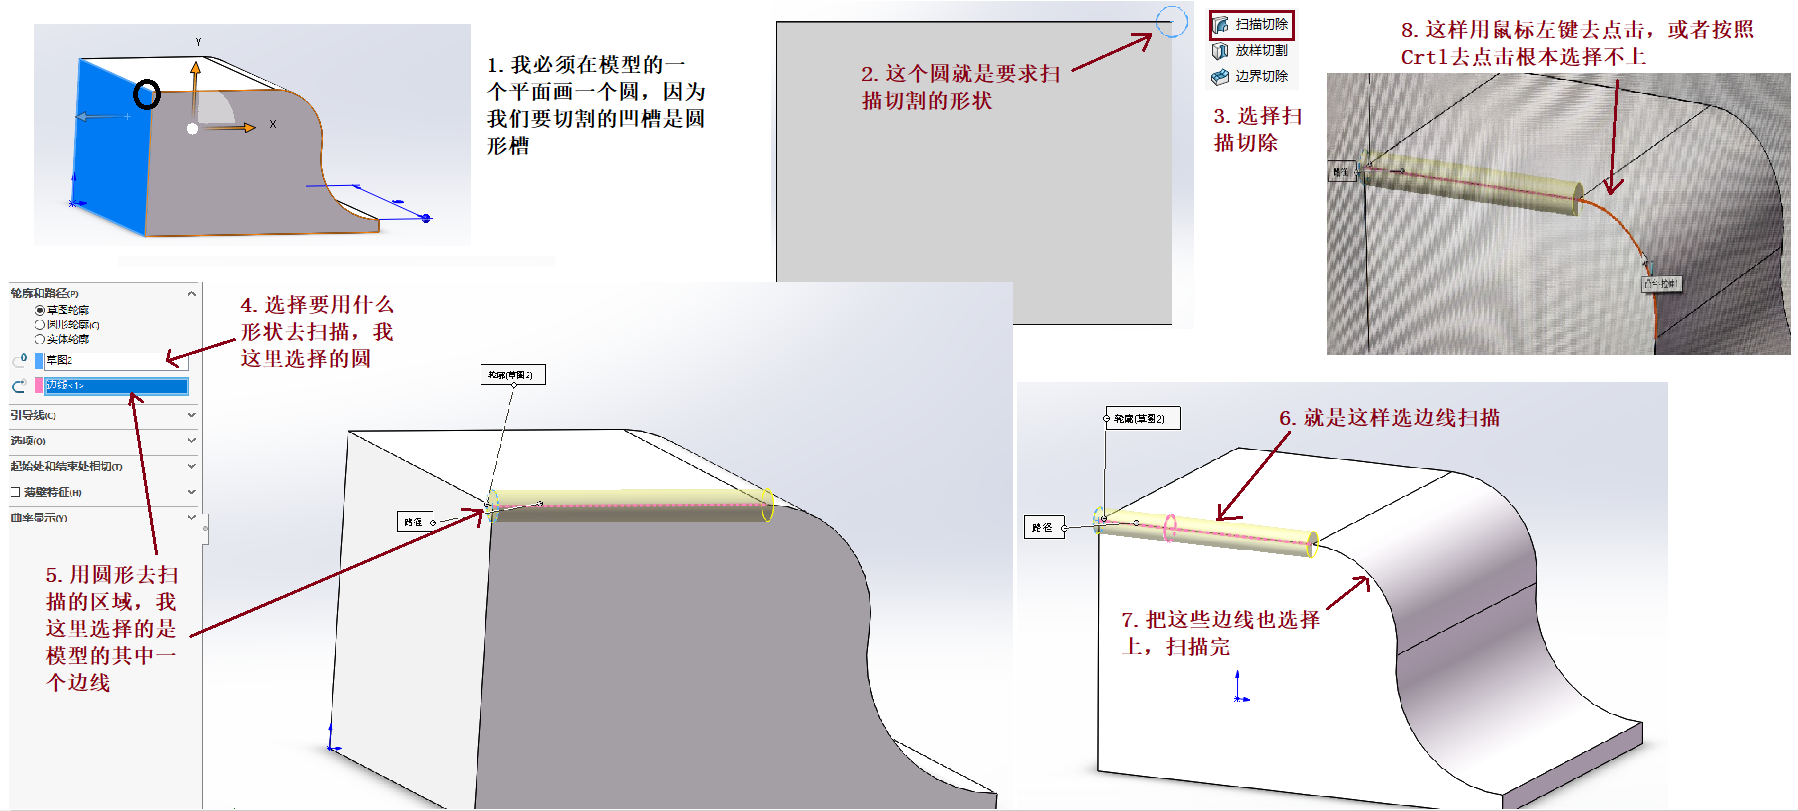 Y
X
1.我必须在模型的一
个平面画一个圆，因为
我们要切割的凹槽是圆
形槽
2.这个圆就是要求扫
描切割的形状
扫描切除
放样切割
边界切除
3.选择扫
描切除
8.这样用鼠标左键去点击，或者按照
Crtl去点击根本选择不上
路径
轮廓和路径(P)
草图轮廓
圆形轮廓(C)
实体轮廓
草图2
边线<1>
引导线(C)
选项(O)
起始处和结束处相切(T)
薄壁特征(H)
曲率显示(Y)
4.选择要用什么
形状去扫描，我
这里选择的圆
5.用圆形去扫
描的区域，我
这里选择的是
模型的其中一
个边线
轮廓(草图2)
路径
轮廓(草图2)
路径
6.就是这样选边线扫描
7.把这些边线也选择
上，扫描完